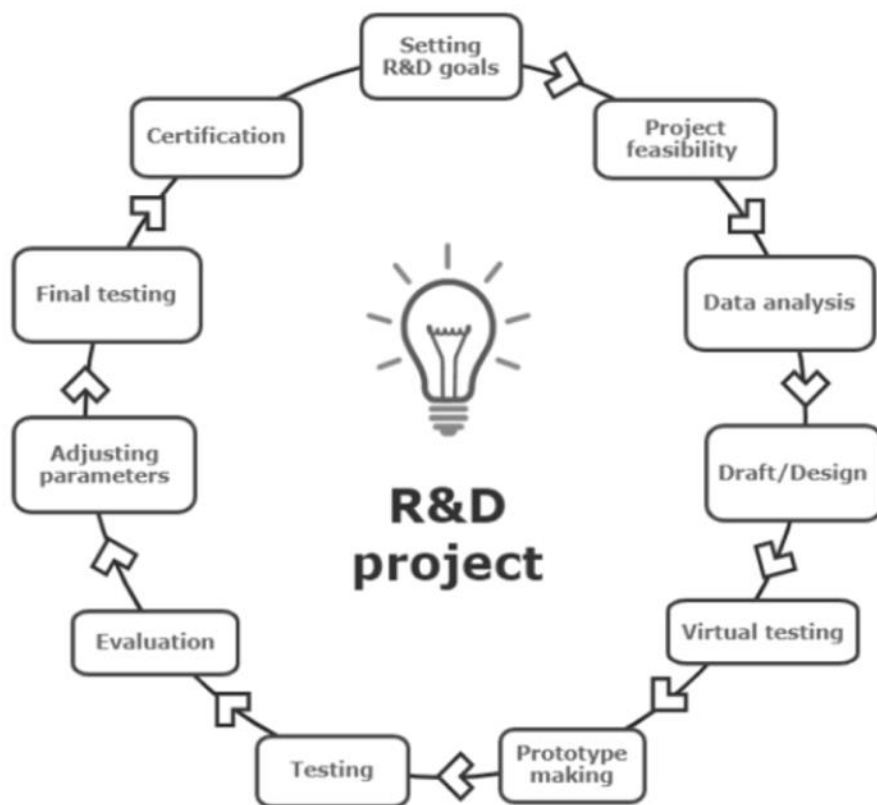 Setting
R&D goals
Project
feasibility
Data analysis
Draft/Design
Virtual testing
Prototype
making
Testing
Evaluation
Adjusting
parameters
Final testing
Certification
R&D
project